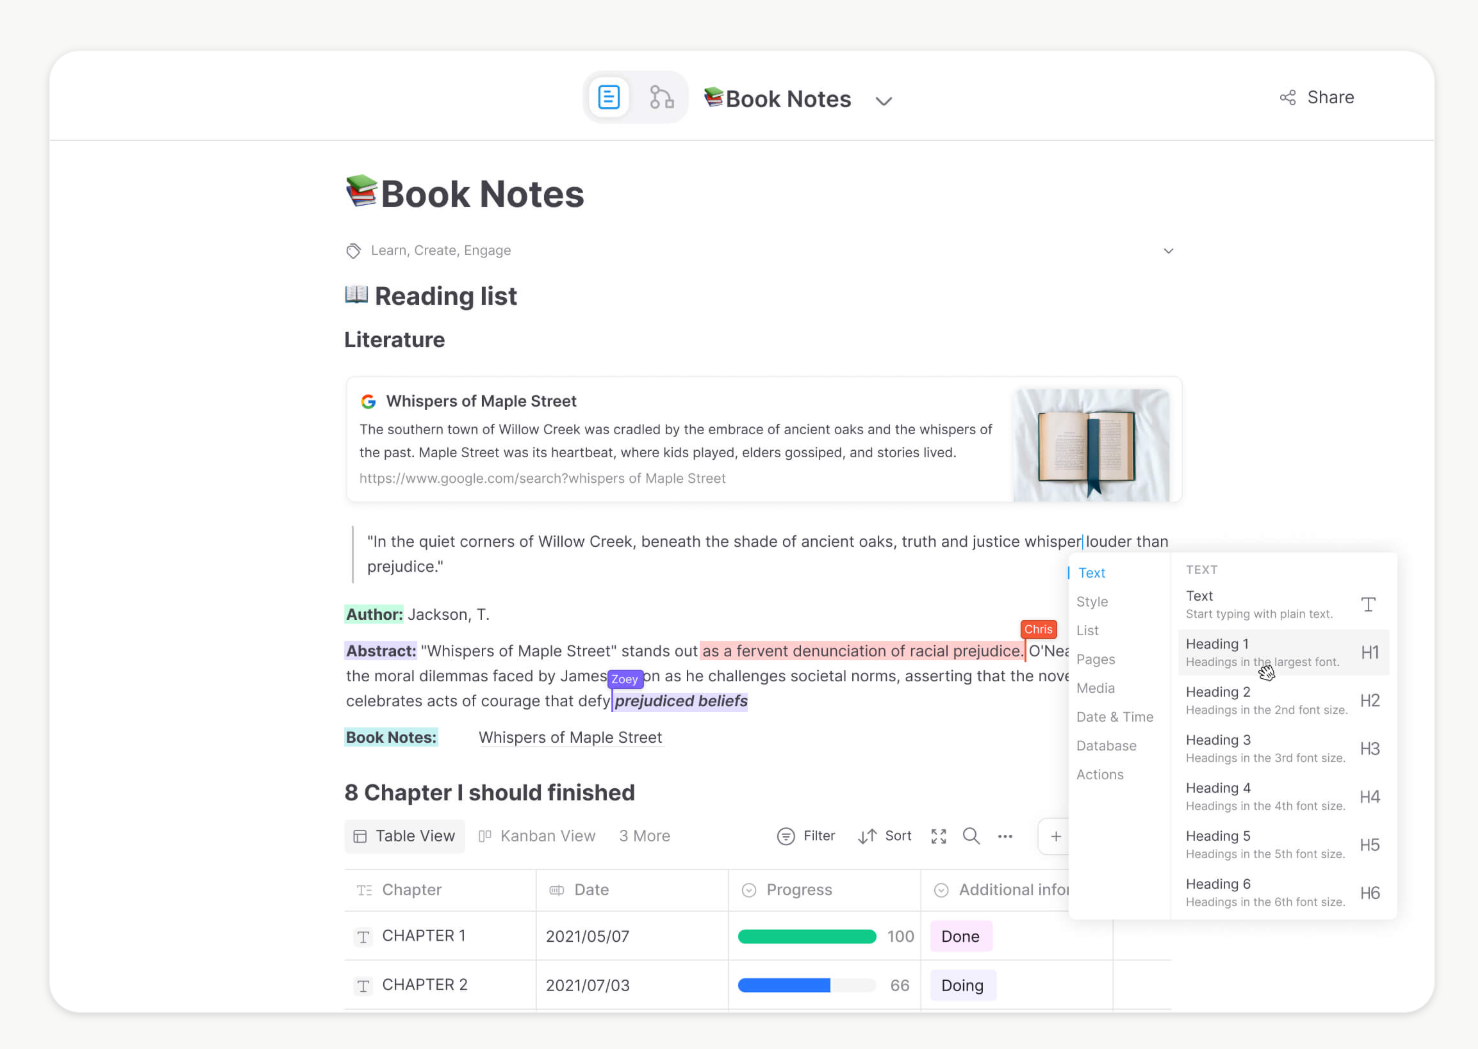 Book Notes
Share
Book Notes
Learn, Create, Engage
Reading list
Literature
Whispers of Maple Street
The southern town of Willow Creek was cradled by the embrace of ancient oaks and the whispers of
the past. Maple Street was its heartbeat, where kids played, elders gossiped, and stories lived.
https://www.google.com/search?whispers of Maple Street
"In the quiet corners of Willow Creek, beneath the shade of ancient oaks, truth and justice whisper louder than
prejudice."
Author: Jackson, T.
Chris
Abstract: "Whispers of Maple Street" stands out as a fervent denunciation of racial prejudice. O'Nea
the moral dilemmas faced by James on as he challenges societal norms, asserting that the nove
Zoey
celebrates acts of courage that defy prejudiced beliefs
Book Notes: Whispers of Maple Street
8 Chapter I should finished
Table View Kanban View 3 More Filter Sort
Chapter Date Progress Additional infor
CHAPTER 1 2021/05/07 100 Done
CHAPTER 2 2021/07/03 66 Doing
Text
Style
List
Pages
Media
Date & Time
Database
Actions
TEXT
Text
Start typing with plain text.
T
Heading 1
Headings in the largest font.
H1
Heading 2
Headings in the 2nd font size.
H2
Heading 3
Headings in the 3rd font size.
H3
Heading 4
Headings in the 4th font size.
H4
Heading 5
Headings in the 5th font size.
H5
Heading 6
Headings in the 6th font size.
H6